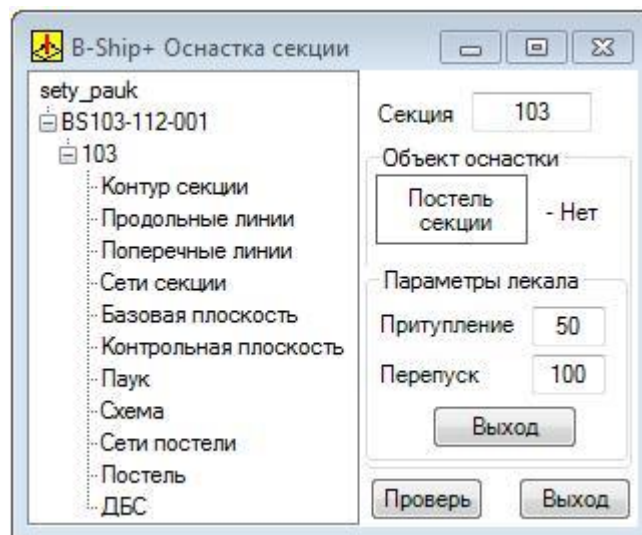 B-Ship+ Оснастка секции
sety_pauk
BS103-112-001
103
Контур секции
Продольные линии
Поперечные линии
Сети секции
Базовая плоскость
Контрольная плоскость
Паук
Схема
Сети постели
Постель
ДБС
Секция 103
Объект оснастки
Постель
секции
- Нет
Параметры лекала
Притупление 50
Перепуск 100
Выход
Проверь Выход